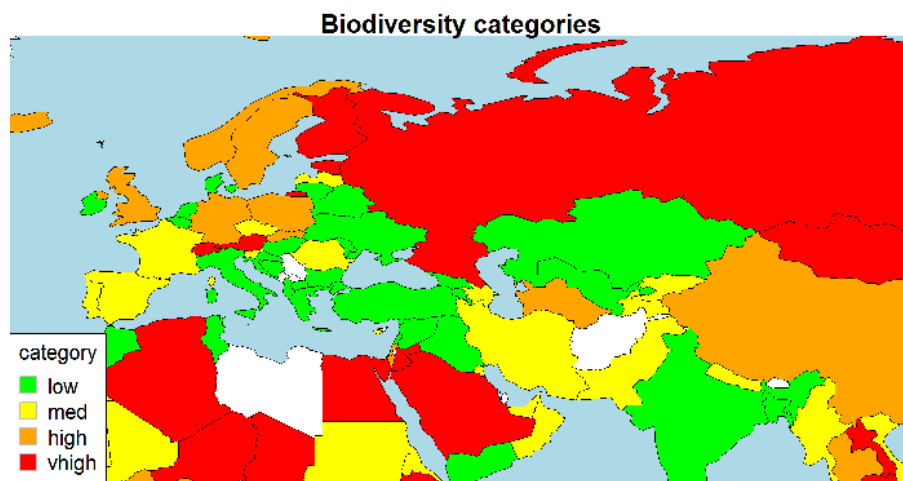 Biodiversity categories
category
low
med
high
vhigh